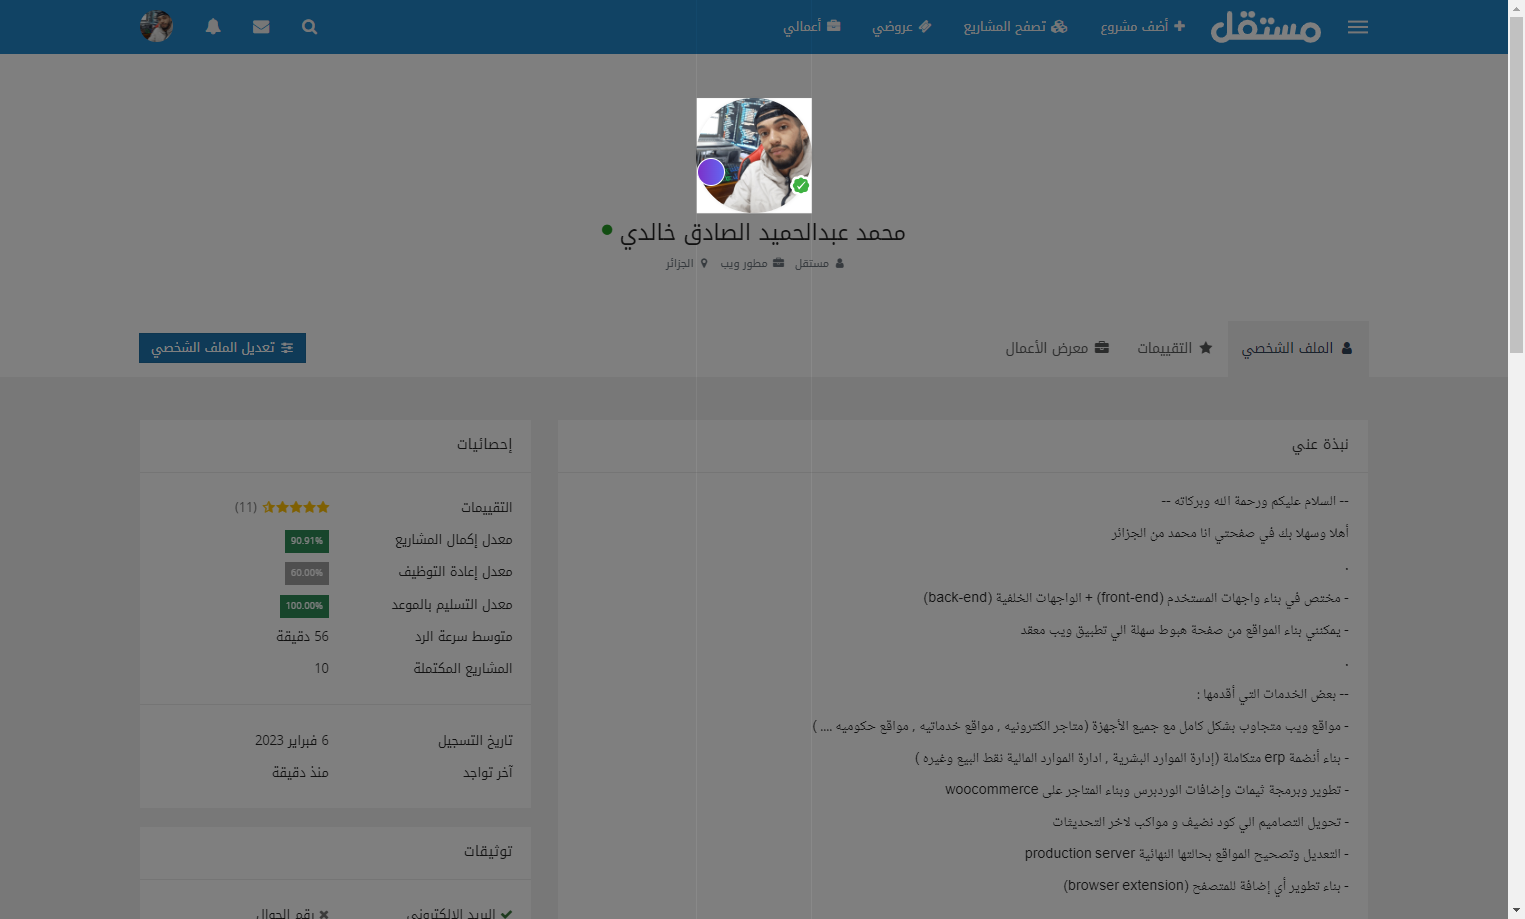 مستقل
أضف مشروع
تصفح المشاريع
عروضي
أعمالي
محمد عبدالحميد الصادق خالدي
مستقل
مطور ويب
الجزائر
الملف الشخصي
التقييمات
معرض الأعمال
تعديل الملف الشخصي
نبذة عني
-- السلام عليكم ورحمة الله وبركاته --
أهلا وسهلا بك في صفحتي انا محمد من الجزائر
.
- مختص في بناء واجهات المستخدم (front-end) + الواجهات الخلفية (back-end)
- يمكنني بناء المواقع من صفحة هبوط سهلة الي تطبيق ويب معقد
.
-- بعض الخدمات التي أقدمها :
- مواقع ويب متجاوب بشكل كامل مع جميع الأجهزة (متاجر الكترونيه , مواقع خدماتيه , مواقع حكوميه .... )
- بناء أنضمة erp متكاملة (إدارة الموارد البشرية , ادارة الموارد المالية نقط البيع وغيره )
- تطوير وبرمجة ثيمات وإضافات الوردبرس وبناء المتاجر على woocommerce
- تحويل التصاميم الي كود نضيف و مواكب لاخر التحديثات
- التعديل وتصحيح المواقع بحالتها النهائية production server
- بناء تطوير أي إضافة للمتصفح (browser extension)
إحصائيات
التقييمات (11)
معدل إكمال المشاريع 90.91%
معدل إعادة التوظيف 60.00%
معدل التسليم بالموعد 100.00%
متوسط سرعة الرد 56 دقيقة
المشاريع المكتملة 10
تاريخ التسجيل 6 فبراير 2023
آخر تواجد منذ دقيقة
توثيقات
البريد الإلكتروني
رقم الجوال